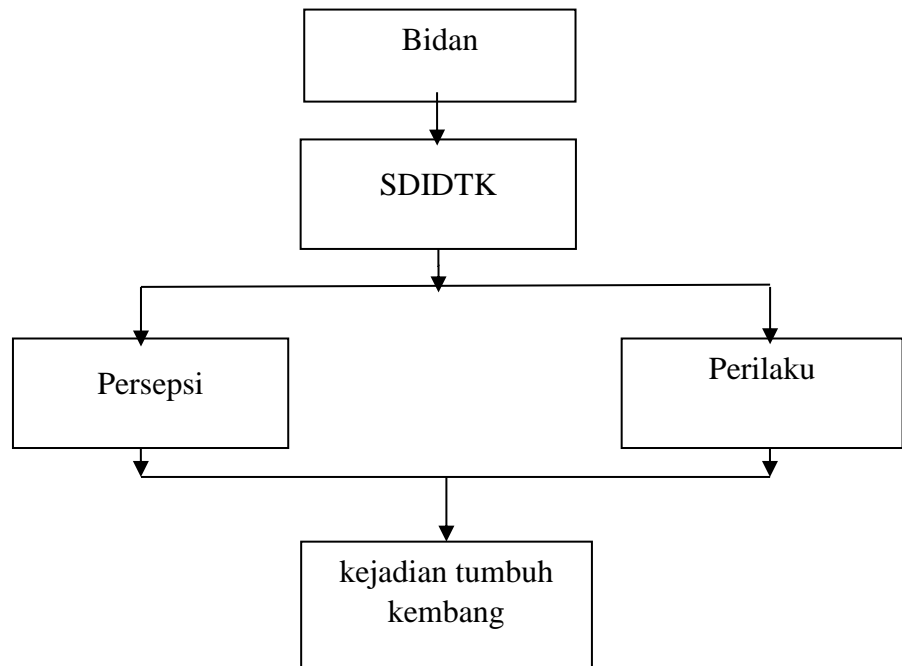 Bidan
SDIDTK
Persepsi
Perilaku
kejadian tumbuh
kembang